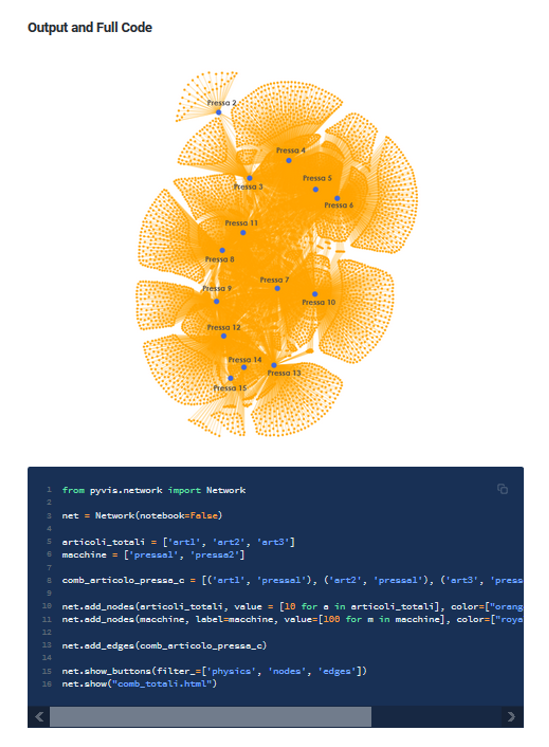 Output and Full Code
Pressa 2
Pressa 4
Pressa 5
Pressa 3
Pressa 6
Pressa 11
Pressa 8
Pressa 7
Pressa 9
Pressa 10
Pressa 12
Pressa 14
Pressa 13
Pressa 15
1 from pyvis.network import Network
2
3 net = Network(notebook=False)
4
5 articoli_totali = ['art1', 'art2', 'art3']
6 macchine = ['pressa1', 'pressa2']
7
8 comb_articolo_pressa_c = [('art1', 'pressa1'), ('art2', 'pressa1'), ('art3', 'press
9
10 net.add_nodes(articoli_totali, value = [10 for a in articoli_totali], color=["orang
11 net.add_nodes(macchine, label=macchine, value=[100 for m in macchine], color=["roya
12
13 net.add_edges(comb_articolo_pressa_c)
14
15 net.show_buttons(filter_=['physics', 'nodes', 'edges'])
16 net.show("comb_totali.html")